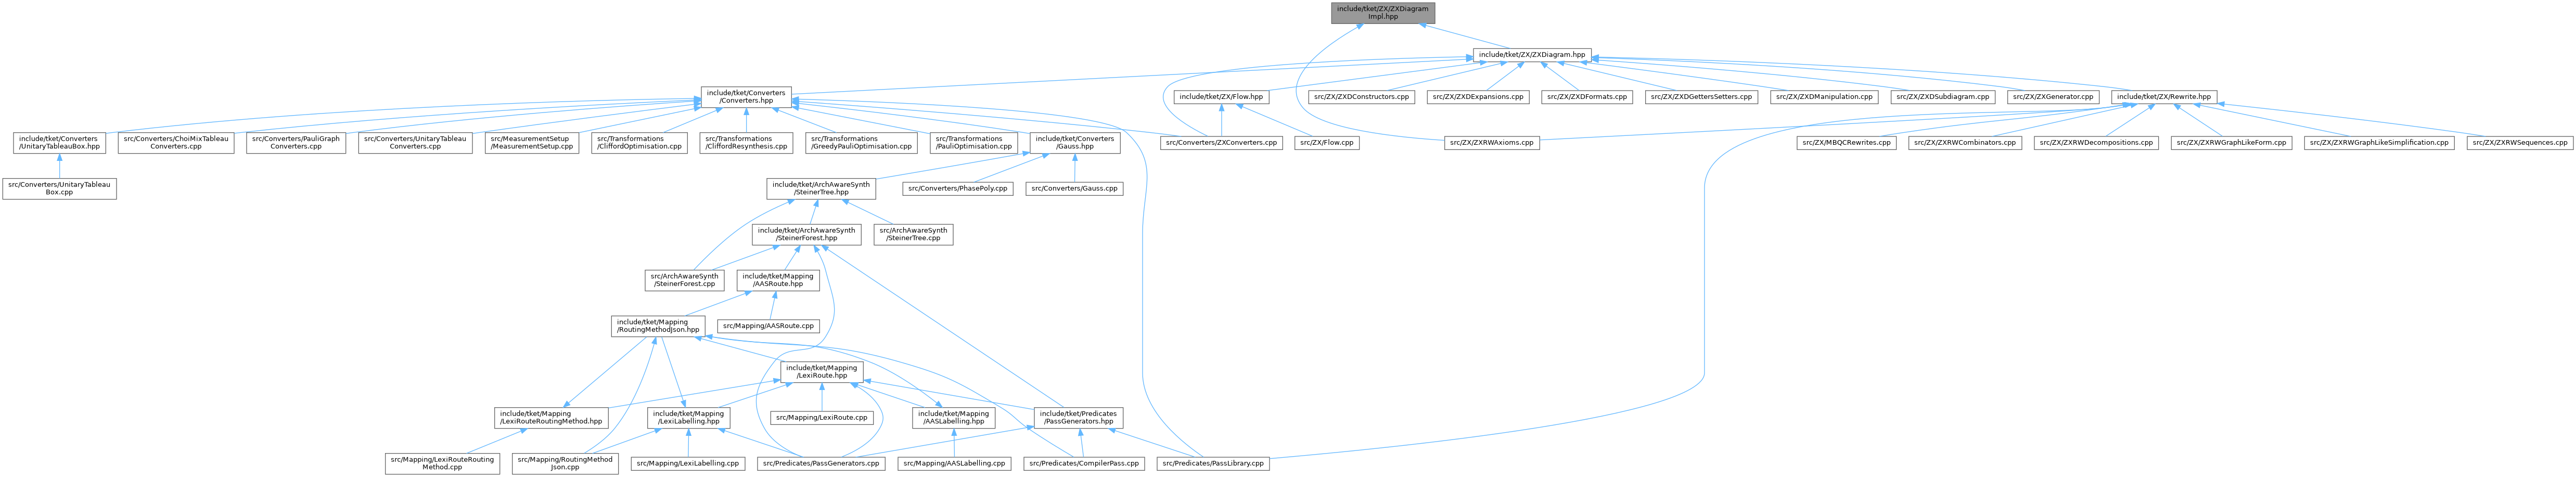 include/tket/ZX/ZXDiagram
Impl.hpp
include/tket/ZX/ZXDiagram.hpp
include/tket/Converters
/Converters.hpp
include/tket/ZX/Flow.hpp
src/ZX/ZXDConstructors.cpp
src/ZX/ZXDExpansions.cpp
src/ZX/ZXDFormats.cpp
src/ZX/ZXDGettersSetters.cpp
src/ZX/ZXDManipulation.cpp
src/ZX/ZXDSubdiagram.cpp
src/ZX/ZXGenerator.cpp
include/tket/ZX/Rewrite.hpp
include/tket/Converters
/UnitaryTableauBox.hpp
src/Converters/ChoiMixTableau
Converters.cpp
src/Converters/PauliGraph
Converters.cpp
src/Converters/UnitaryTableau
Converters.cpp
src/MeasurementSetup
/MeasurementSetup.cpp
src/Transformations
/CliffordOptimisation.cpp
src/Transformations
/CliffordResynthesis.cpp
src/Transformations
/GreedyPauliOptimisation.cpp
src/Transformations
/PauliOptimisation.cpp
include/tket/Converters
/Gauss.hpp
src/Converters/ZXConverters.cpp
src/ZX/Flow.cpp
src/ZX/ZXRWAxioms.cpp
src/ZX/MBQCRewrites.cpp
src/ZX/ZXRWCombinators.cpp
src/ZX/ZXRWDecompositions.cpp
src/ZX/ZXRWGraphLikeForm.cpp
src/ZX/ZXRWGraphLikeSimplification.cpp
src/ZX/ZXRWSequences.cpp
src/Converters/UnitaryTableau
Box.cpp
include/tket/ArchAwareSynth
/SteinerTree.hpp
src/Converters/PhasePoly.cpp
src/Converters/Gauss.cpp
include/tket/ArchAwareSynth
/SteinerForest.hpp
src/ArchAwareSynth
/SteinerTree.cpp
src/ArchAwareSynth
/SteinerForest.cpp
include/tket/Mapping
/AASRoute.hpp
include/tket/Mapping
/RoutingMethodJson.hpp
src/Mapping/AASRoute.cpp
include/tket/Mapping
/LexiRoute.hpp
include/tket/Mapping
/LexiRouteRoutingMethod.hpp
include/tket/Mapping
/LexiLabelling.hpp
src/Mapping/LexiRoute.cpp
include/tket/Mapping
/AASLabelling.hpp
include/tket/Predicates
/PassGenerators.hpp
src/Mapping/LexiRouteRouting
Method.cpp
src/Mapping/RoutingMethod
Json.cpp
src/Mapping/LexiLabelling.cpp
src/Predicates/PassGenerators.cpp
src/Mapping/AASLabelling.cpp
src/Predicates/CompilerPass.cpp
src/Predicates/PassLibrary.cpp